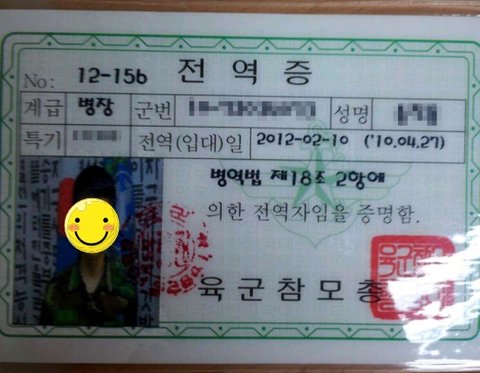 No: 12-156 전역증
계급 병장 군번 성명
특기 전역(입대)일 2012-02-10 ('10.04.27)
병역법 제18조 2항에
의한 전역자임을 증명함.
육군참모총